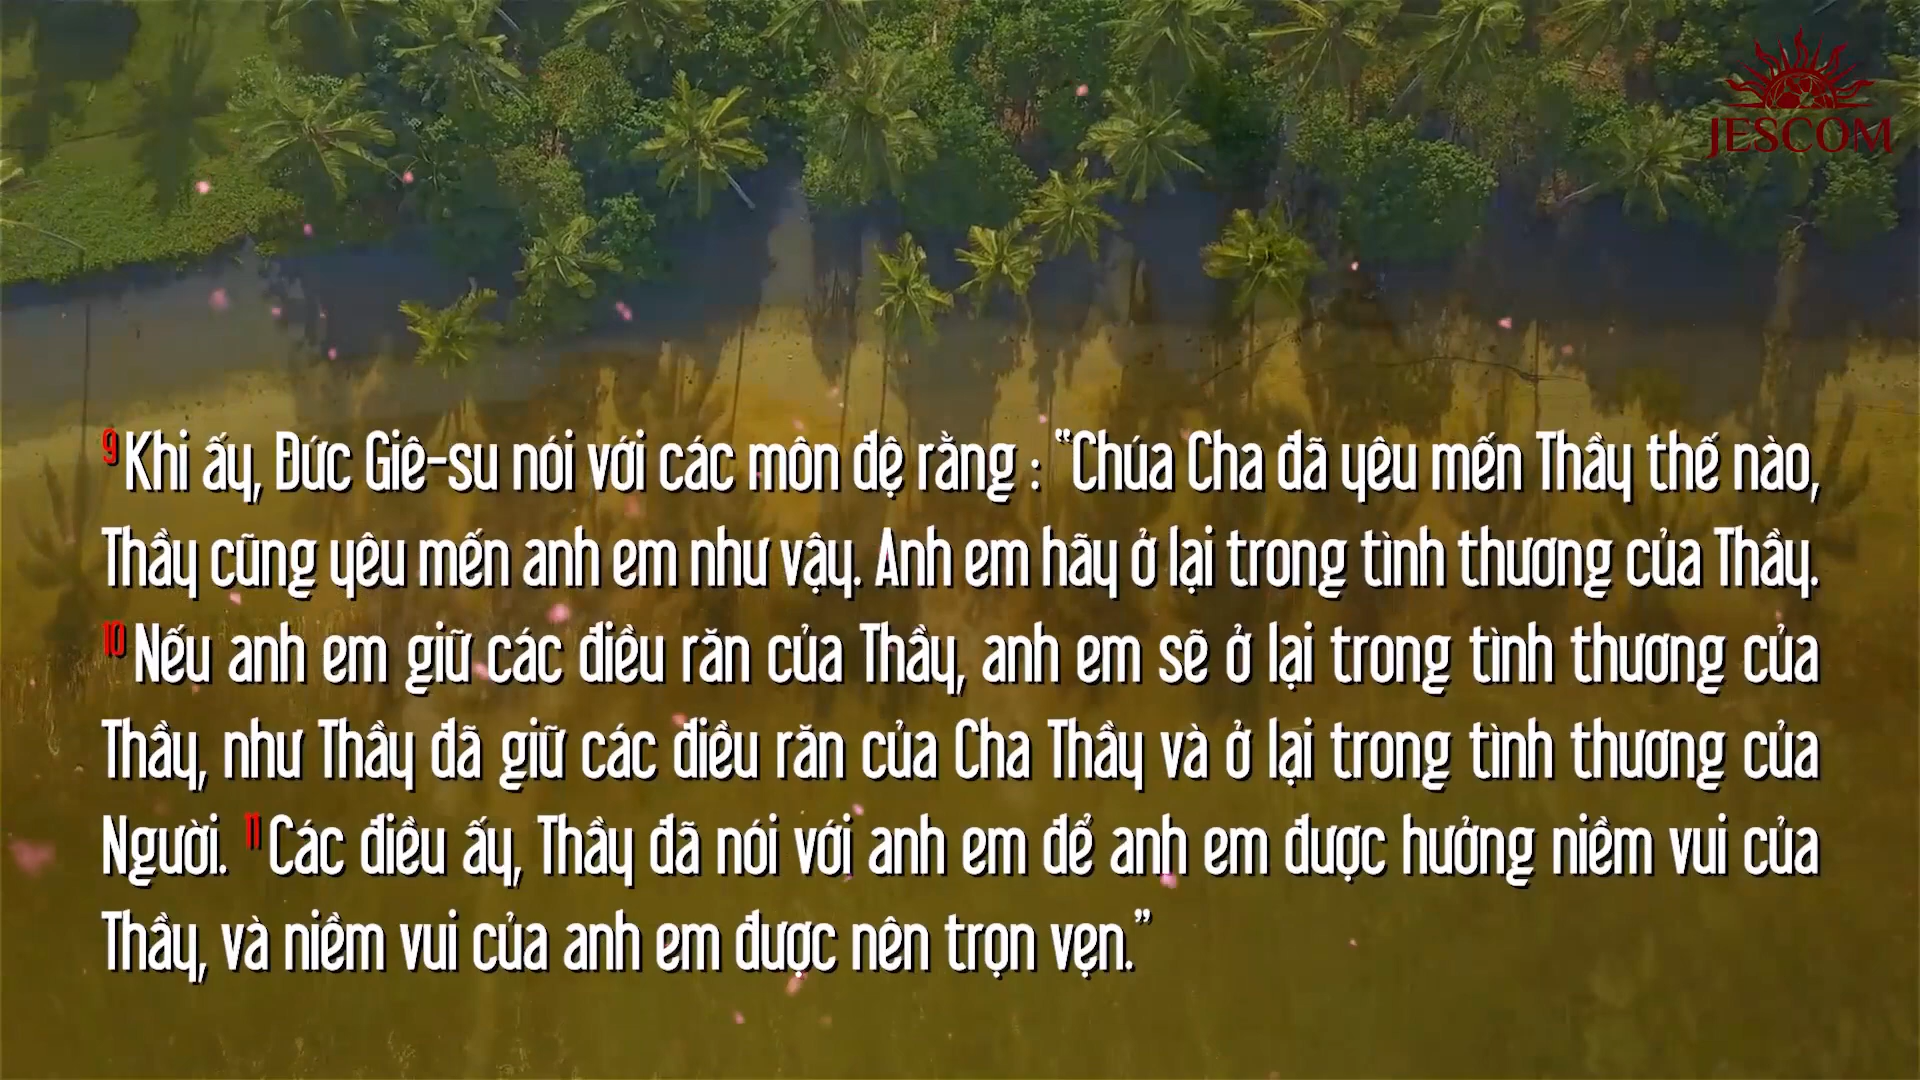 JESCOM
9 Khi ấy, Đức Giê-su nói với các môn đệ rằng : “Chúa Cha đã yêu mến Thầy thế nào,
Thầy cũng yêu mến anh em như vậy. Anh em hãy ở lại trong tình thương của Thầy.
10 Nếu anh em giữ các điều răn của Thầy, anh em sẽ ở lại trong tình thương của
Thầy, như Thầy đã giữ các điều răn của Cha Thầy và ở lại trong tình thương của
Người. 11 Các điều ấy, Thầy đã nói với anh em để anh em được hưởng niềm vui của
Thầy, và niềm vui của anh em được nên trọn vẹn.”